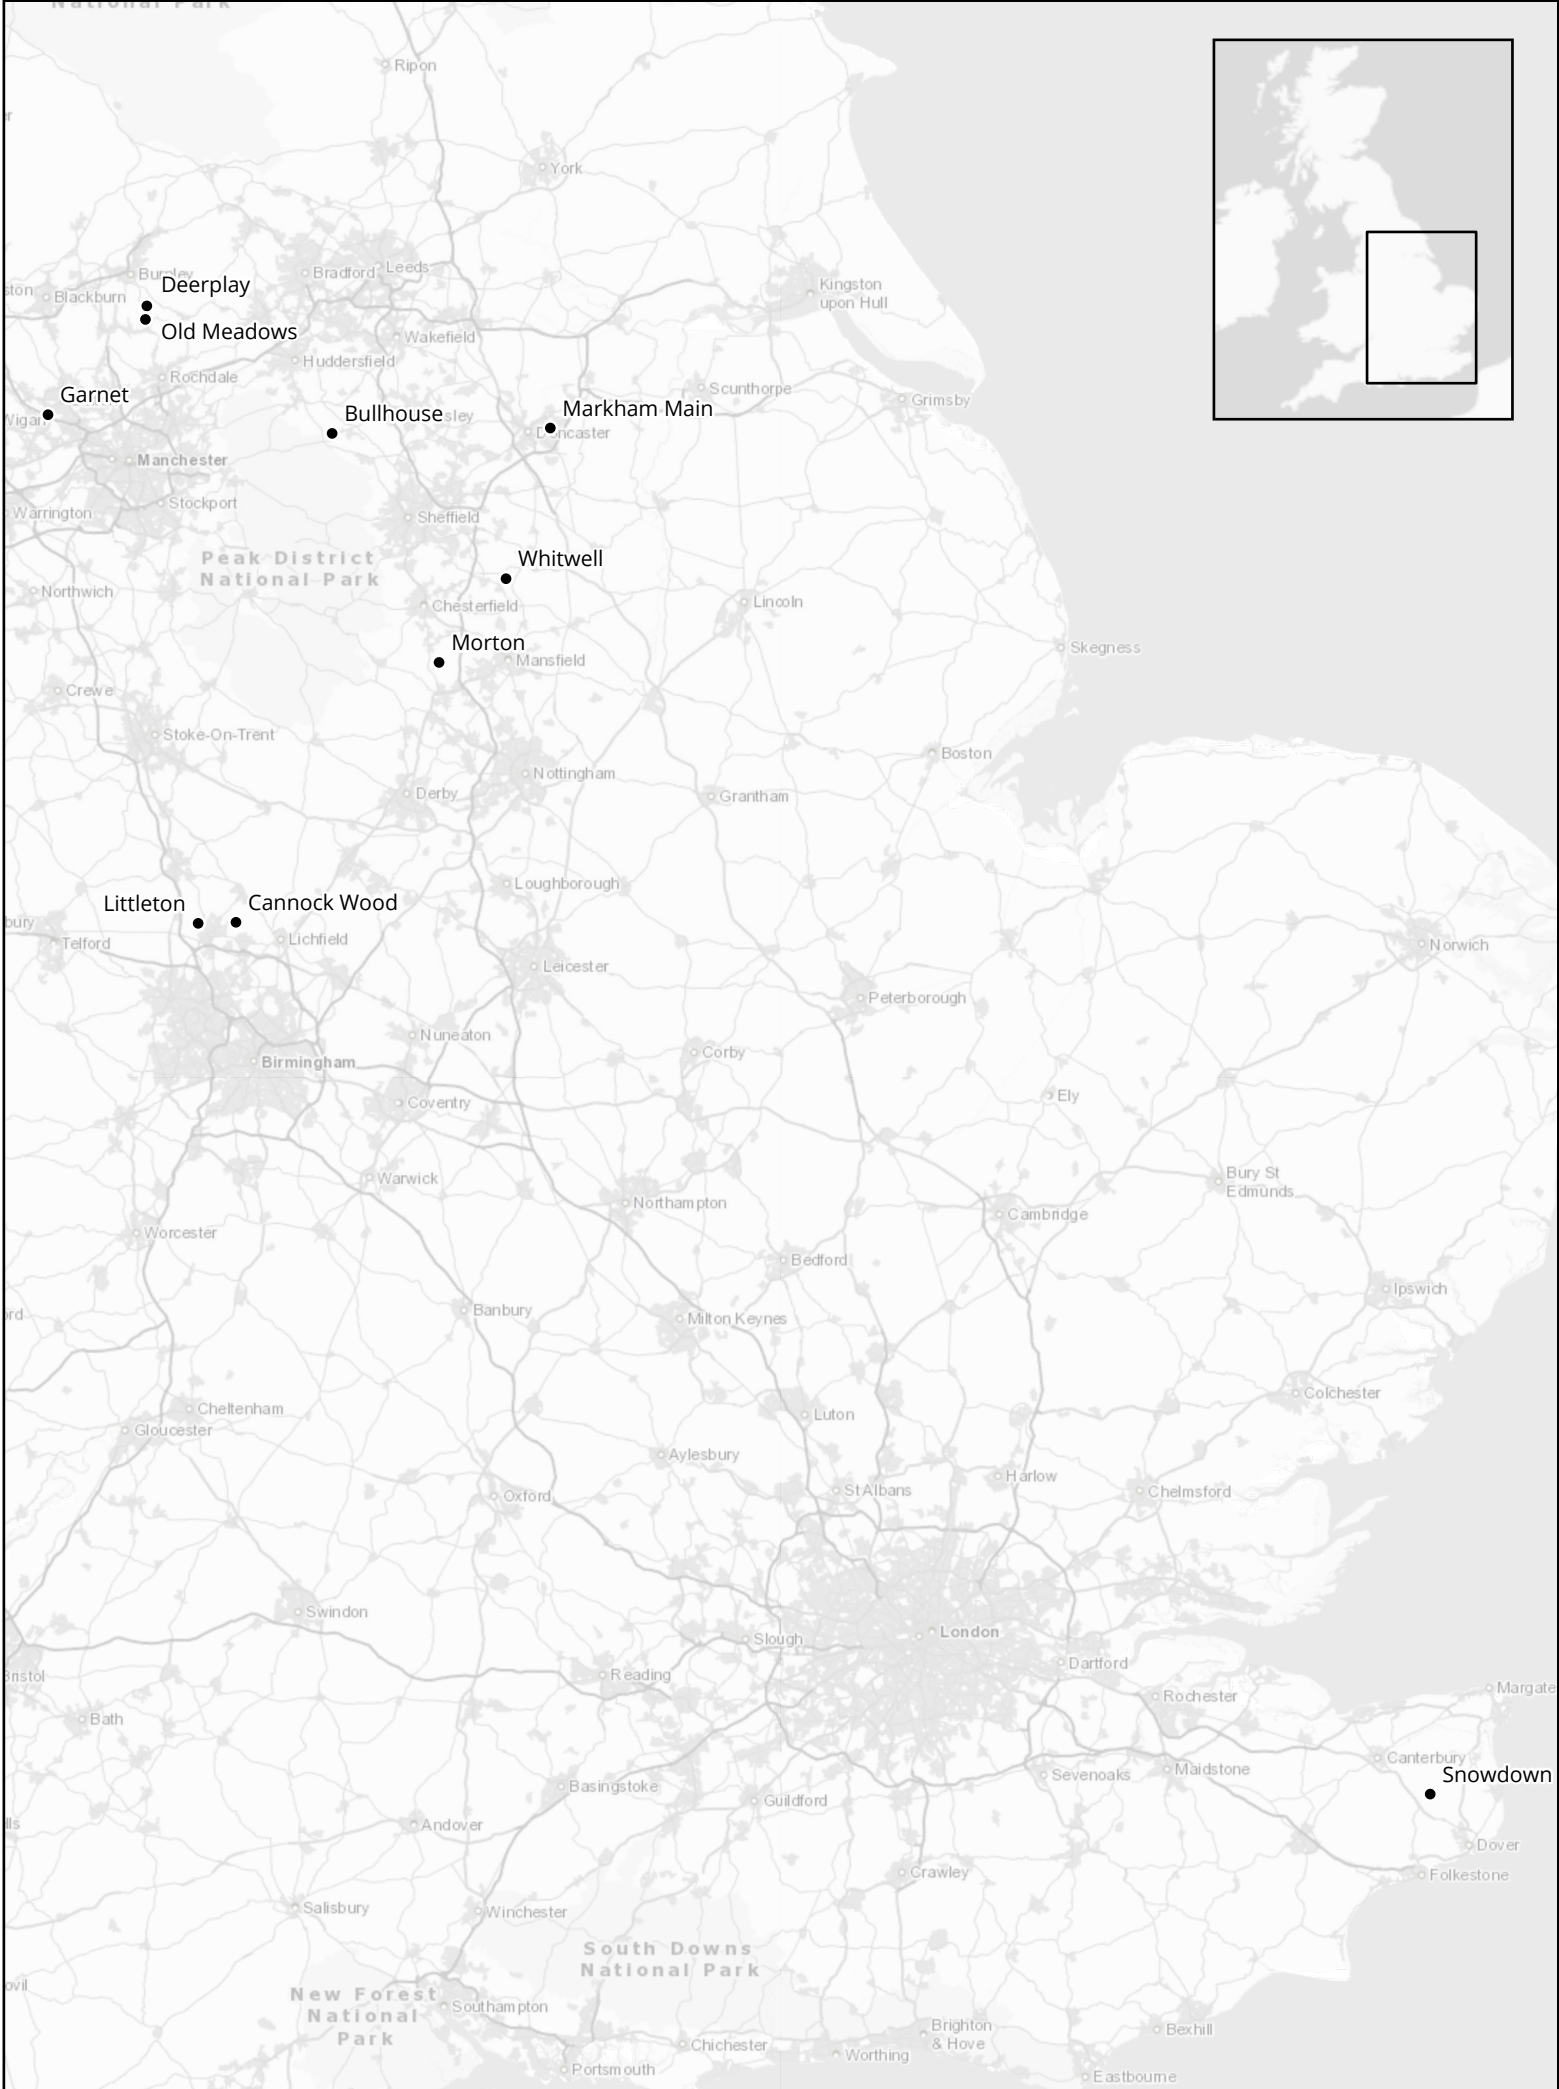 National Park
Ripon
York
Burnley
Bradford
Leeds
Deerplay
Blackburn
Kingston
upon Hull
Old Meadows
Wakefield
Huddersfield
Rochdale
Scunthorpe
Garnet
Grimsby
Bullhouse
sley
Markham Main
Wigan
Doncaster
Manchester
Stockport
Warrington
Sheffield
Peak District
National Park
Whitwell
Northwich
Chesterfield
Lincoln
Morton
Mansfield
Skegness
Crewe
Stoke-On-Trent
Boston
Nottingham
Derby
Grantham
Loughborough
Littleton
Cannock Wood
bury
Telford
Lichfield
Norwich
Leicester
Peterborough
Nuneaton
Corby
Birmingham
Ely
Coventry
Warwick
Bury St
Edmunds
Northampton
Cambridge
Worcester
Bedford
Ipswich
Banbury
Milton Keynes
Colchester
Cheltenham
Luton
Gloucester
Aylesbury
Harlow
St Albans
Chelmsford
Oxford
Swindon
London
Slough
Dartford
Bristol
Reading
Margate
Rochester
Bath
Canterbury
Sevenoaks
Maidstone
Snowdown
Basingstoke
Guildford
lls
Andover
Dover
Crawley
Folkestone
Salisbury
Winchester
South Downs
National Park
ovil
New Forest
National
Park
Southampton
Brighton
& Hove
Bexhill
Chichester
Worthing
Portsmouth
Eastbourne